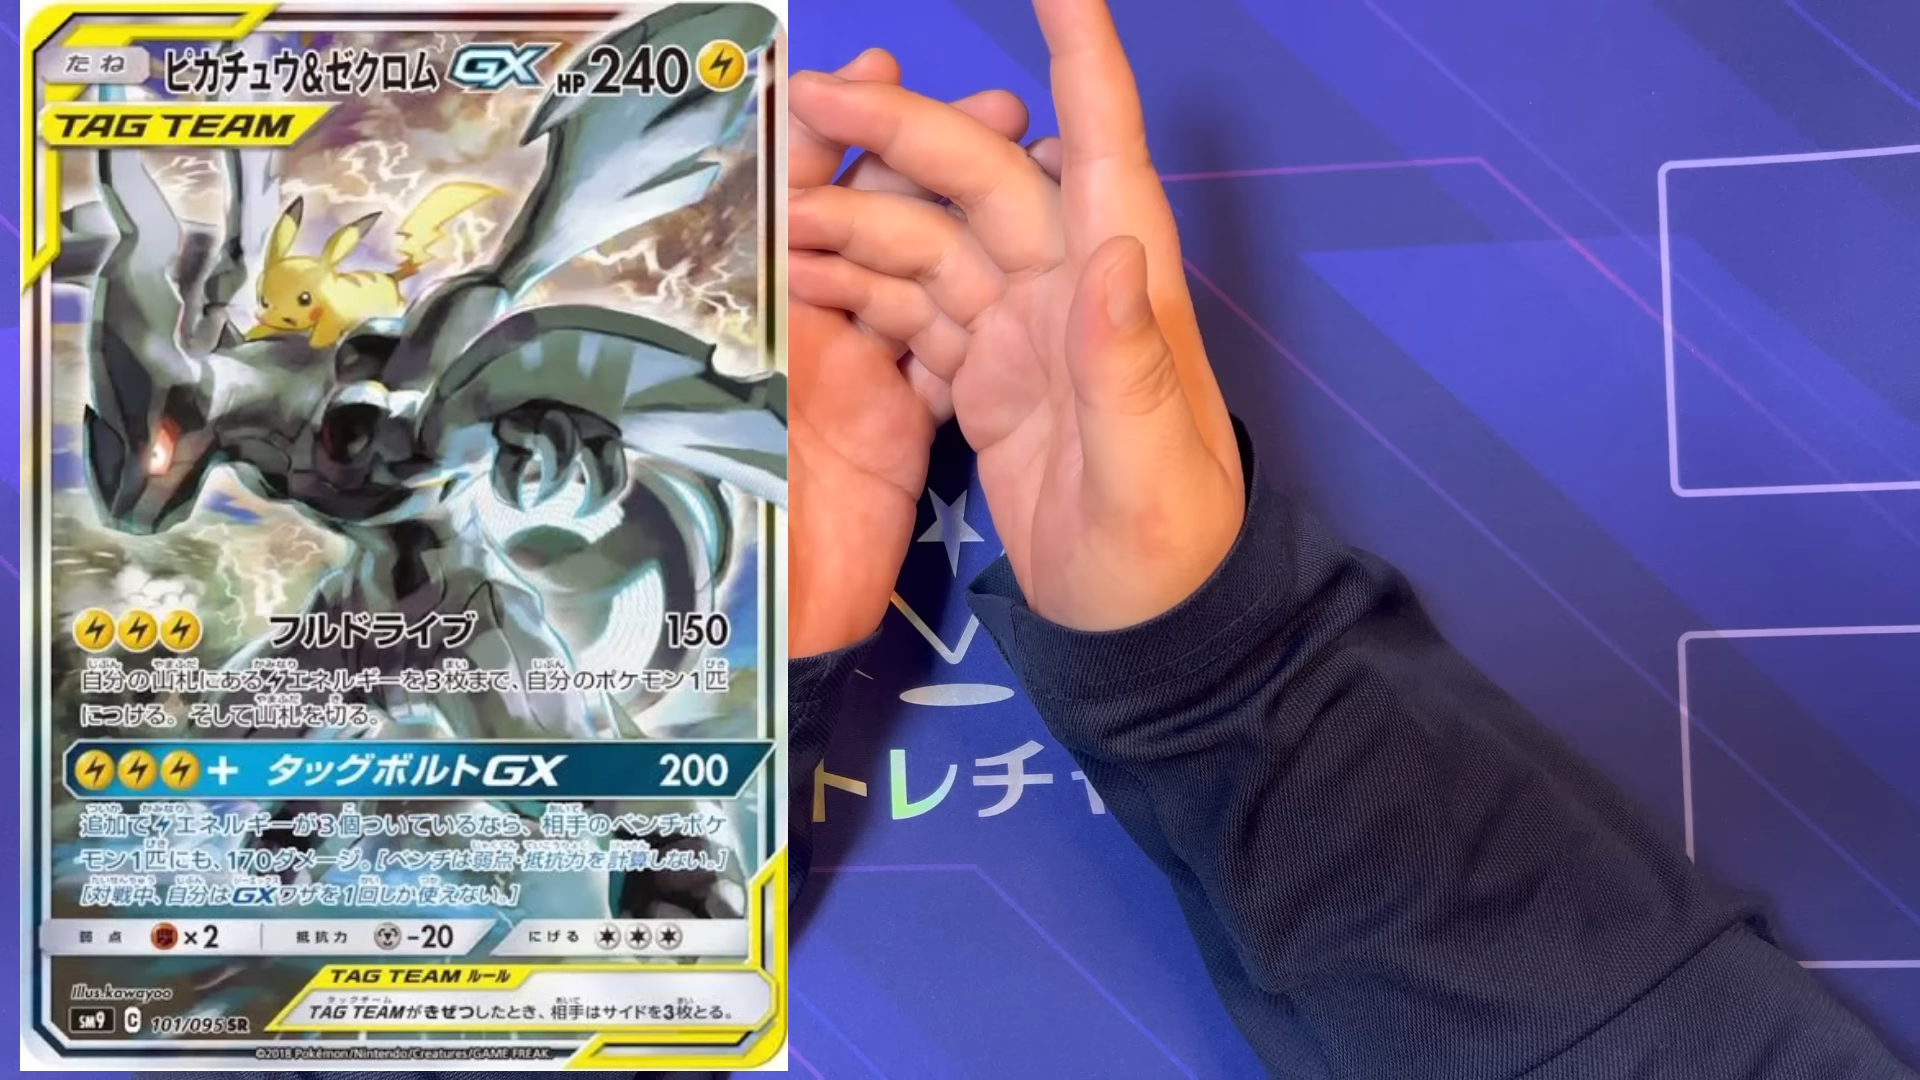 たね ピカチュウ&ゼクロムGX HP240
TAG TEAM
フルドライブ 150
自分の山札にあるエネルギーを3枚まで、自分のポケモン1匹
につける。そして山札を切る。
+ タッグボルトGX 200
追加でエネルギーが3個ついているなら、相手のベンチポケ
モン1匹にも、170ダメージ。[ベンチは弱点・抵抗力を計算しない。]
[対戦中、自分はGXワザを1回しか使えない。]
弱点 ×2 抵抗力 -20 にげる
TAG TEAM ルール
TAG TEAMがきぜつしたとき、相手はサイドを3枚とる。
Illus.kawayoo
SM9 C 101/095 SR
©2018 Pokémon/Nintendo/Creatures/GAME FREAK
トレチャ